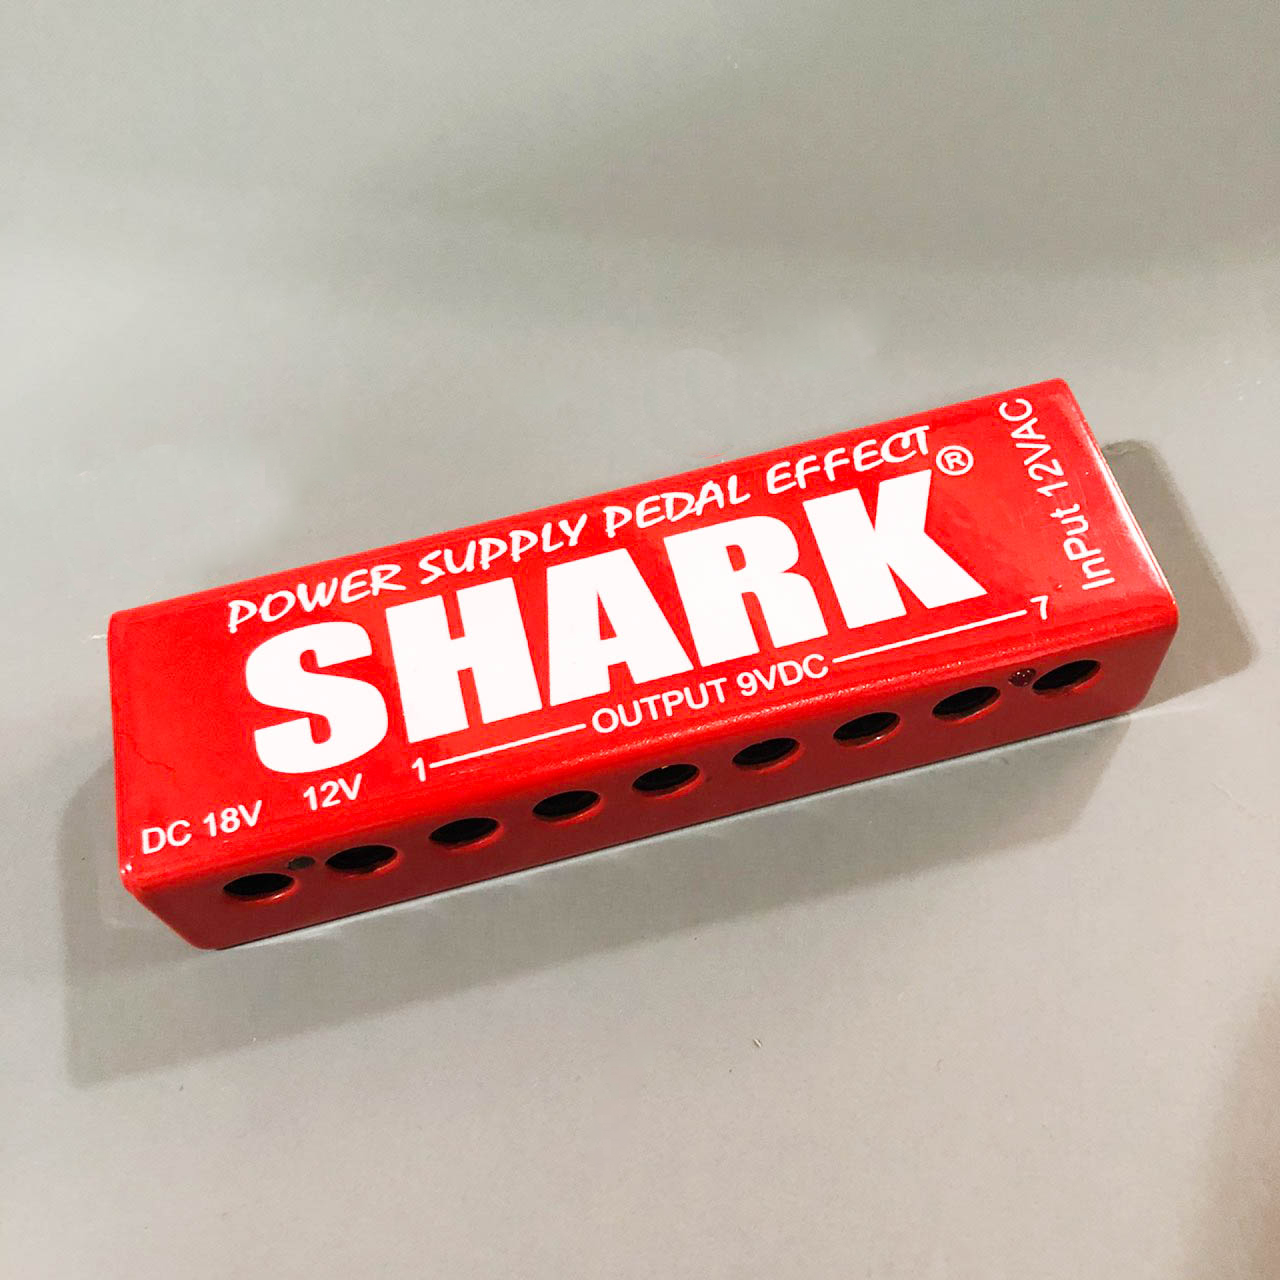 POWER SUPPLY PEDAL EFFECT
SHARK®
InPut 12VAC
1 OUTPUT 9VDC 7
DC 18V 12V